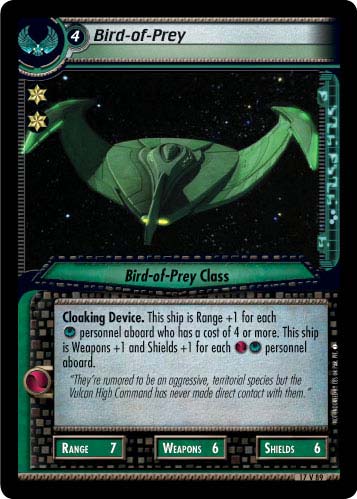 4 Bird-of-Prey
Bird-of-Prey Class
Cloaking Device. This ship is Range +1 for each
personnel aboard who has a cost of 4 or more. This ship
is Weapons +1 and Shields +1 for each personnel
aboard.
"They're rumored to be an aggressive, territorial species but the
Vulcan High Command has never made direct contact with them."
RANGE 7 WEAPONS 6 SHIELDS 6
17 V 89